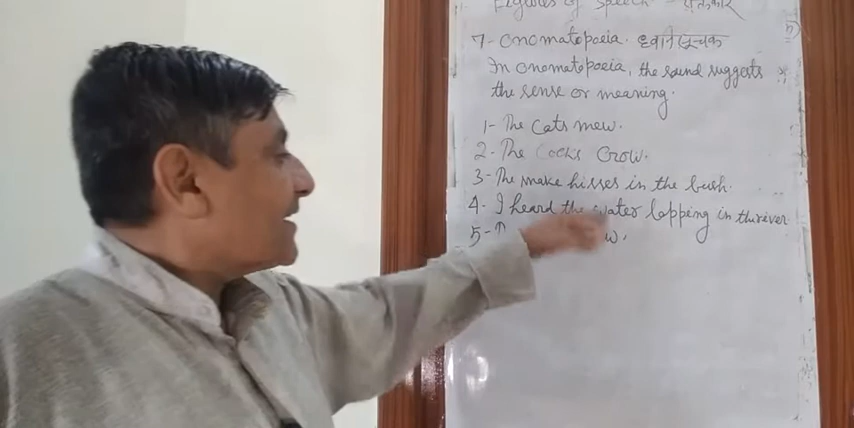 Figures of Speech -
7- Onomatopoeia. ध्वनि सूचक
In onomatopoeia, the sound suggests
the sense or meaning.
1- The Cats mew.
2. The Cocks Crow.
3- The snake hisses in the bush.
4- I heard the water lapping in the river
5-